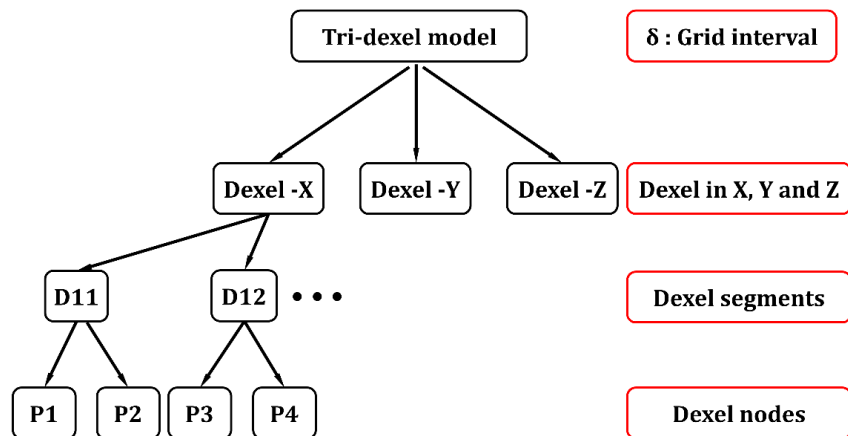 Tri-dexel model
δ : Grid interval
Dexel -X
Dexel -Y
Dexel -Z
Dexel in X, Y and Z
D11
D12
•••
Dexel segments
P1
P2
P3
P4
Dexel nodes